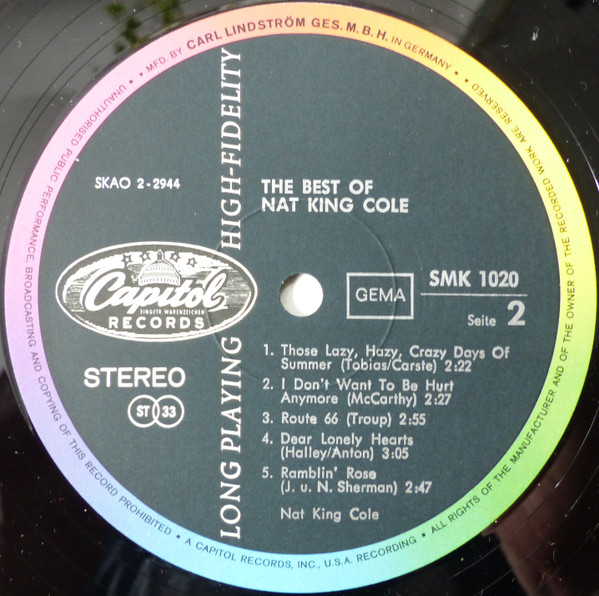 MFD. BY CARL LINDSTRÖM GES. M. B. H. IN GERMANY
ALL RIGHTS OF THE MANUFACTURER AND OF THE OWNER OF THE RECORDED WORK ARE RESERVED
UNAUTHORISED PUBLIC PERFORMANCE, BROADCASTING AND COPYING OF THIS RECORD PROHIBITED
A CAPITOL RECORDS, INC., U.S.A. RECORDING
LONG PLAYING HIGH-FIDELITY
SKAO 2-2944
THE BEST OF
NAT KING COLE
Capitol
EINGETR WARENZEICHEN
RECORDS
GEMA
SMK 1020
Seite 2
STEREO
ST 33
1. Those Lazy, Hazy, Crazy Days Of
Summer (Tobias/Carste) 2:22
2. I Don't Want To Be Hurt
Anymore (McCarthy) 2:27
3. Route 66 (Troup) 2:55
4. Dear Lonely Hearts
(Halley/Anton) 3:05
5. Ramblin' Rose
(J. u. N. Sherman) 2:47
Nat King Cole